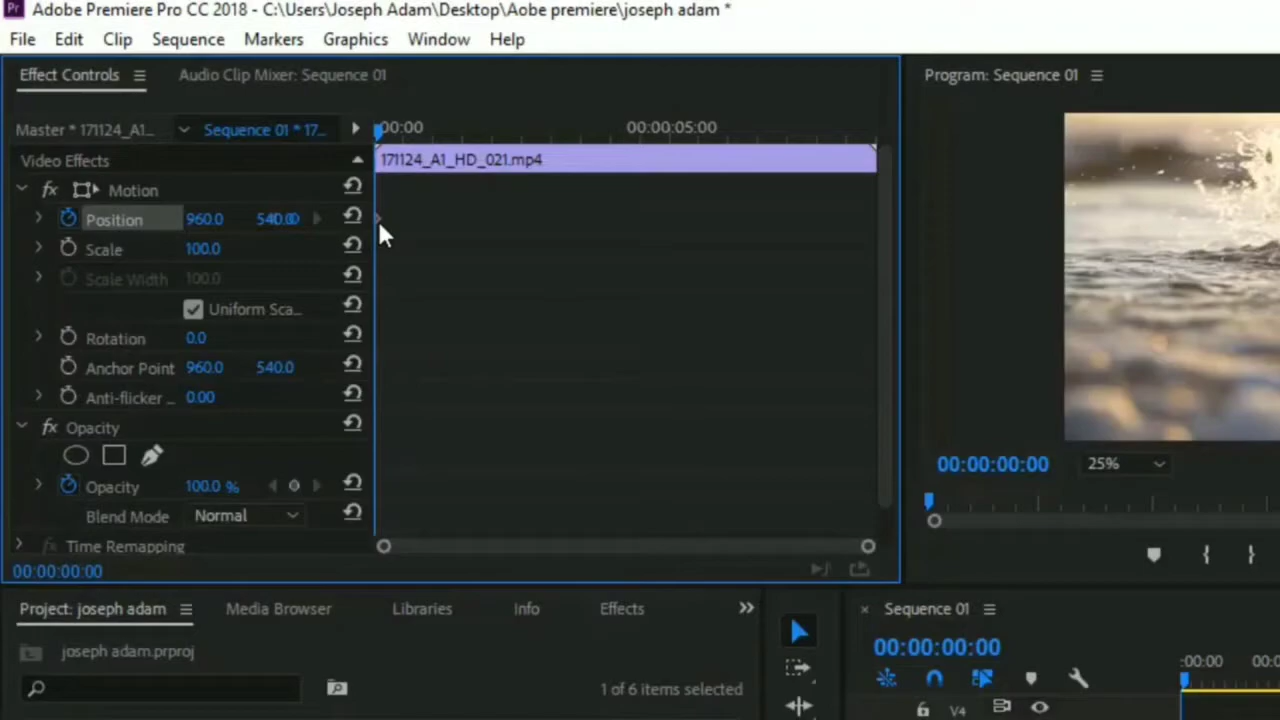 Pr Adobe Premiere Pro CC 2018 - C:\Users\Joseph Adam\Desktop\Aobe premiere\joseph adam *
File Edit Clip Sequence Markers Graphics Window Help
Effect Controls Audio Clip Mixer: Sequence 01
Program: Sequence 01
Master * 171124_A1... Sequence 01 * 17...
:00:00 00:00:05:00
Video Effects
171124_A1_HD_021.mp4
fx Motion
Position 960.0 540.0
Scale 100.0
Scale Width 100.0
Uniform Sca...
Rotation 0.0
Anchor Point 960.0 540.0
Anti-flicker ... 0.00
fx Opacity
Opacity 100.0 %
Blend Mode Normal
fx Time Remapping
00:00:00:00
00:00:00:00 25%
Project: joseph adam Media Browser Libraries Info Effects
joseph adam.prproj
1 of 6 items selected
× Sequence 01
00:00:00:00
:00:00
V4